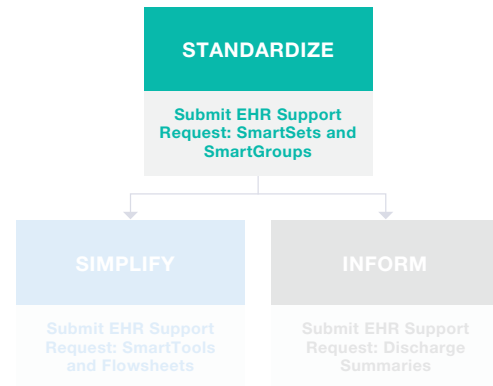 STANDARDIZE
Submit EHR Support
Request: SmartSets and
SmartGroups
SIMPLIFY
Submit EHR Support
Request: SmartTools
and Flowsheets
INFORM
Submit EHR Support
Request: Discharge
Summaries